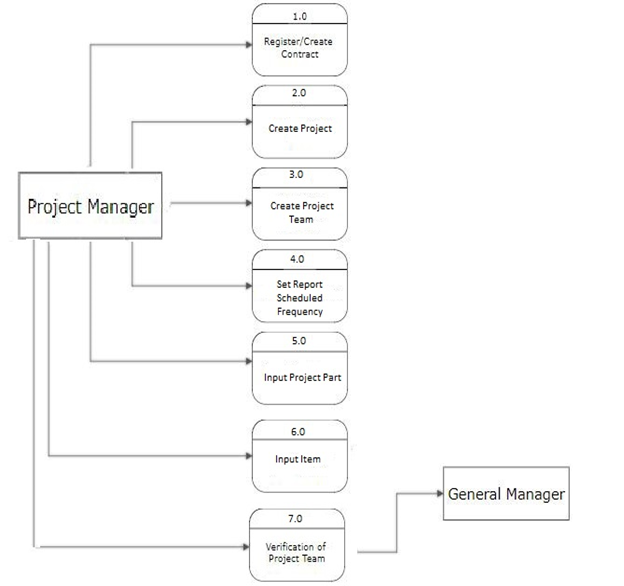 1.0
Register/Create
Contract
2.0
Create Project
3.0
Project Manager
Create Project
Team
4.0
Set Report
Scheduled
Frequency
5.0
Input Project Part
6.0
Input Item
General Manager
7.0
Verification of
Project Team